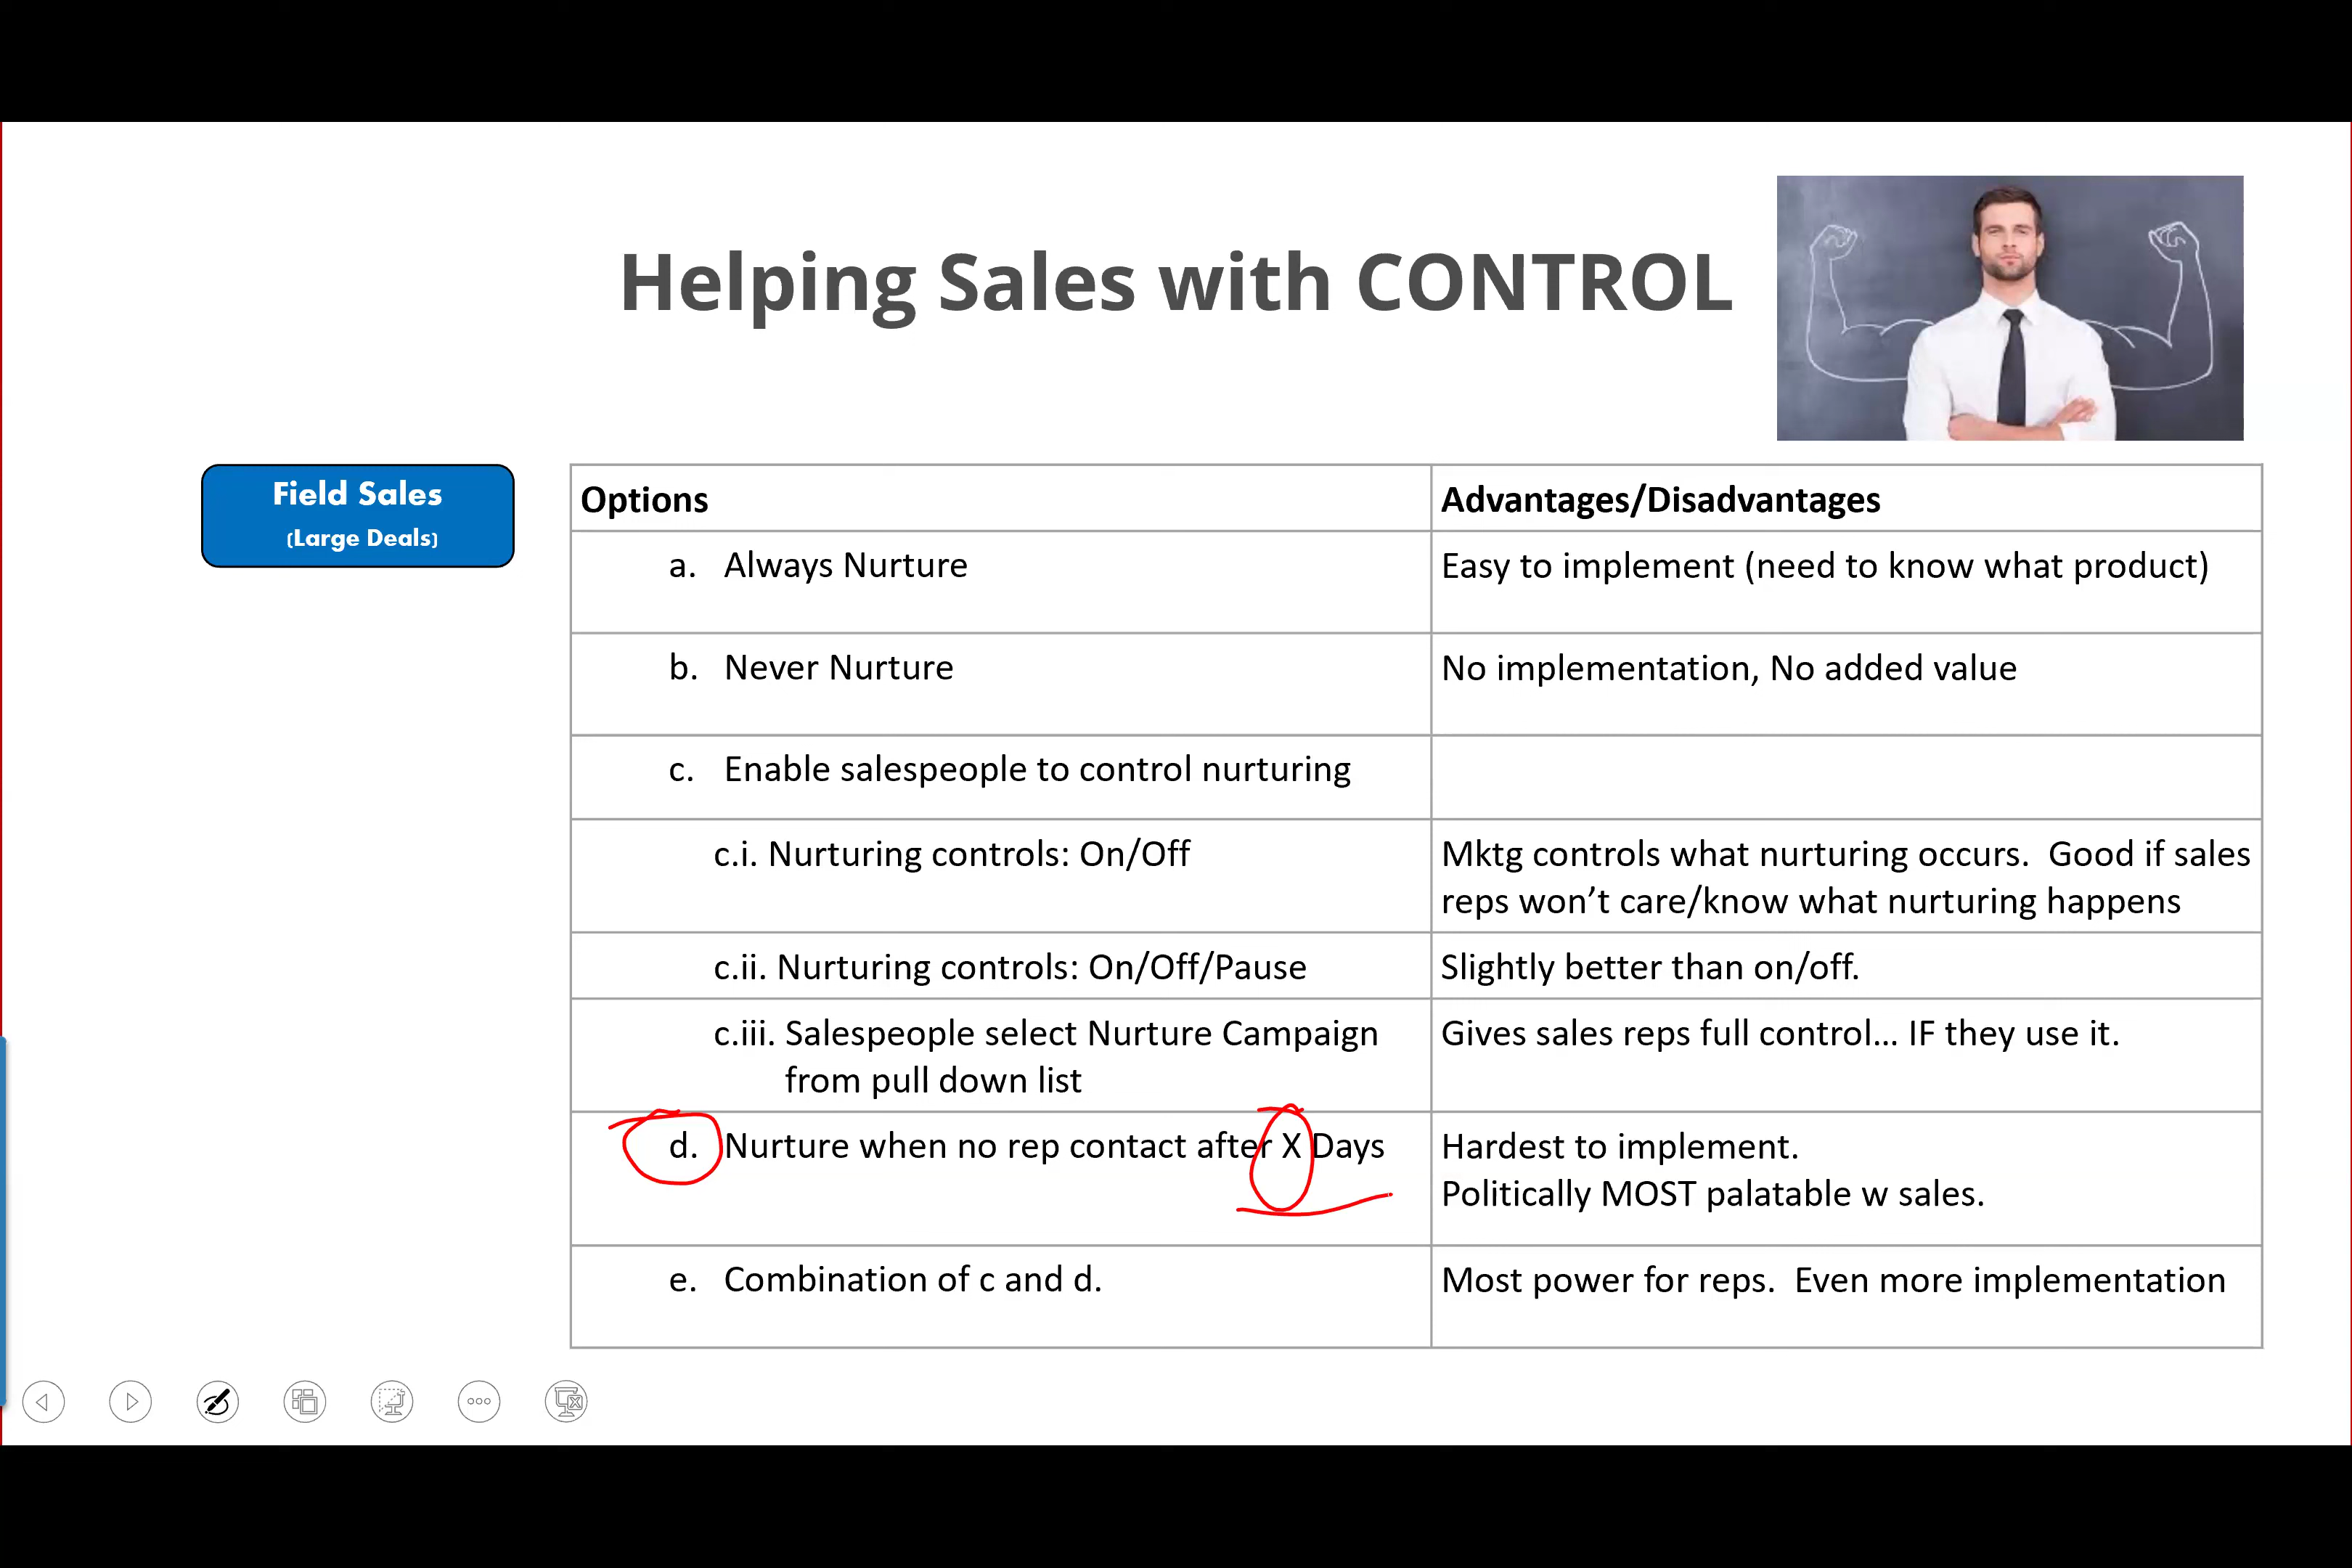 Helping Sales with CONTROL
Field Sales
(Large Deals)
Options
Advantages/Disadvantages
a. Always Nurture
Easy to implement (need to know what product)
b. Never Nurture
No implementation, No added value
c. Enable salespeople to control nurturing
c.i. Nurturing controls: On/Off
Mktg controls what nurturing occurs. Good if sales
reps won’t care/know what nurturing happens
c.ii. Nurturing controls: On/Off/Pause
Slightly better than on/off.
c.iii. Salespeople select Nurture Campaign
from pull down list
Gives sales reps full control... IF they use it.
d. Nurture when no rep contact after X Days
Hardest to implement.
Politically MOST palatable w sales.
e. Combination of c and d.
Most power for reps. Even more implementation